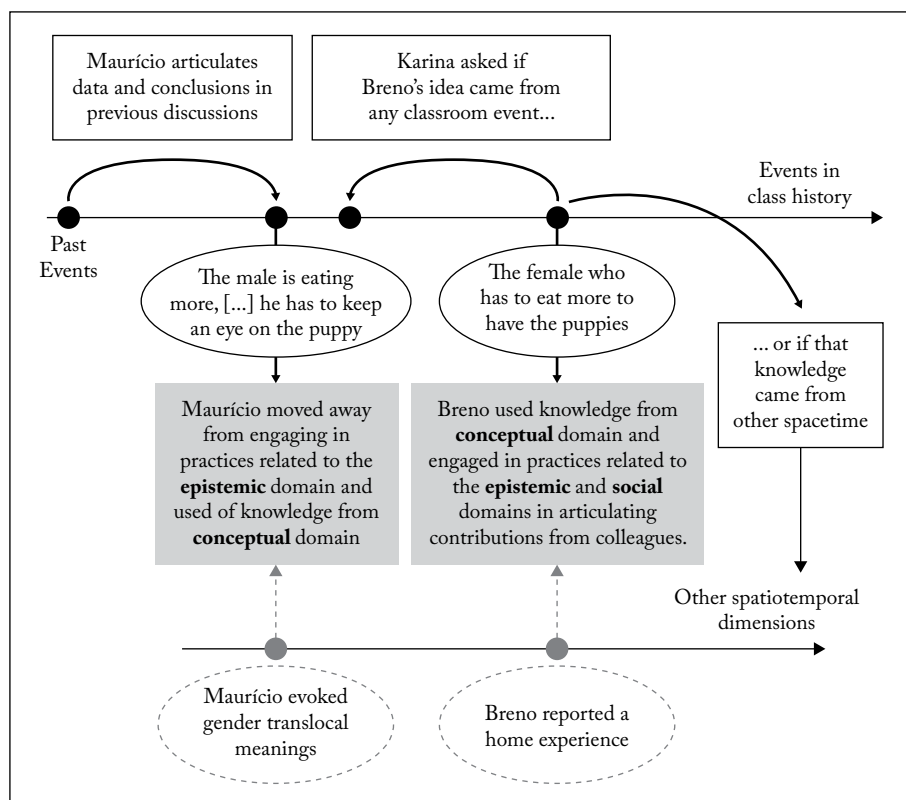 Maurício articulates
data and conclusions in
previous discussions
Karina asked if
Breno’s idea came from
any classroom event...
Events in
class history
Past
Events
The male is eating
more, [...] he has to keep
an eye on the puppy
The female who
has to eat more to
have the puppies
... or if that
knowledge
came from
other spacetime
Maurício moved away
from engaging in
practices related to the
epistemic domain and
used of knowledge from
conceptual domain
Breno used knowledge from
conceptual domain and
engaged in practices related to
the epistemic and social
domains in articulating
contributions from colleagues.
Other spatiotemporal
dimensions
Maurício evoked
gender translocal
meanings
Breno reported a
home experience